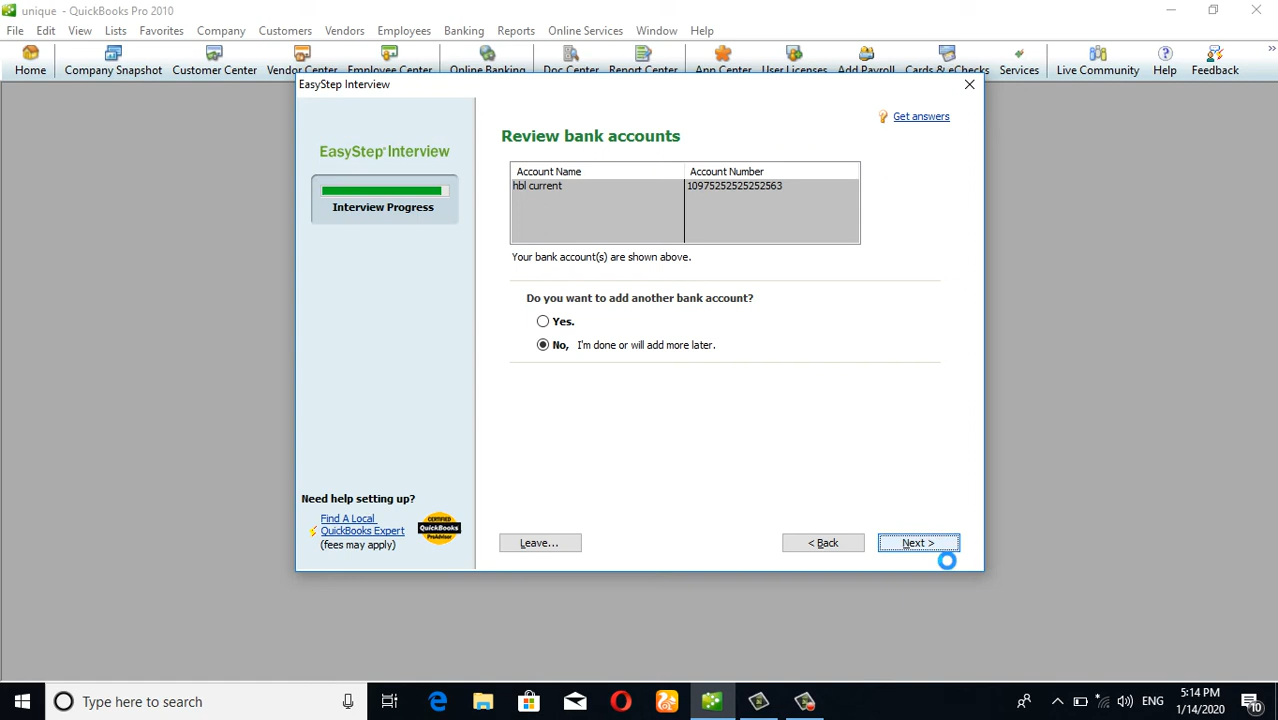 unique - QuickBooks Pro 2010
File Edit View Lists Favorites Company Customers Vendors Employees Banking Reports Online Services Window Help
Home Company Snapshot Customer Center Vendor Center Employee Center Online Banking Doc Center Report Center App Center User Licenses Add Payroll Cards & eChecks Services Live Community Help Feedback
EasyStep Interview
Get answers
EasyStep Interview
Interview Progress
Review bank accounts
Account Name Account Number
hbl current 10975252525252563
Your bank account(s) are shown above.
Do you want to add another bank account?
Yes.
No, I'm done or will add more later.
Need help setting up?
Find A Local
QuickBooks Expert
(fees may apply)
CERTIFIED
QuickBooks
ProAdvisor
Leave...
< Back
Next >
Type here to search
ENG
5:14 PM
1/14/2020
10